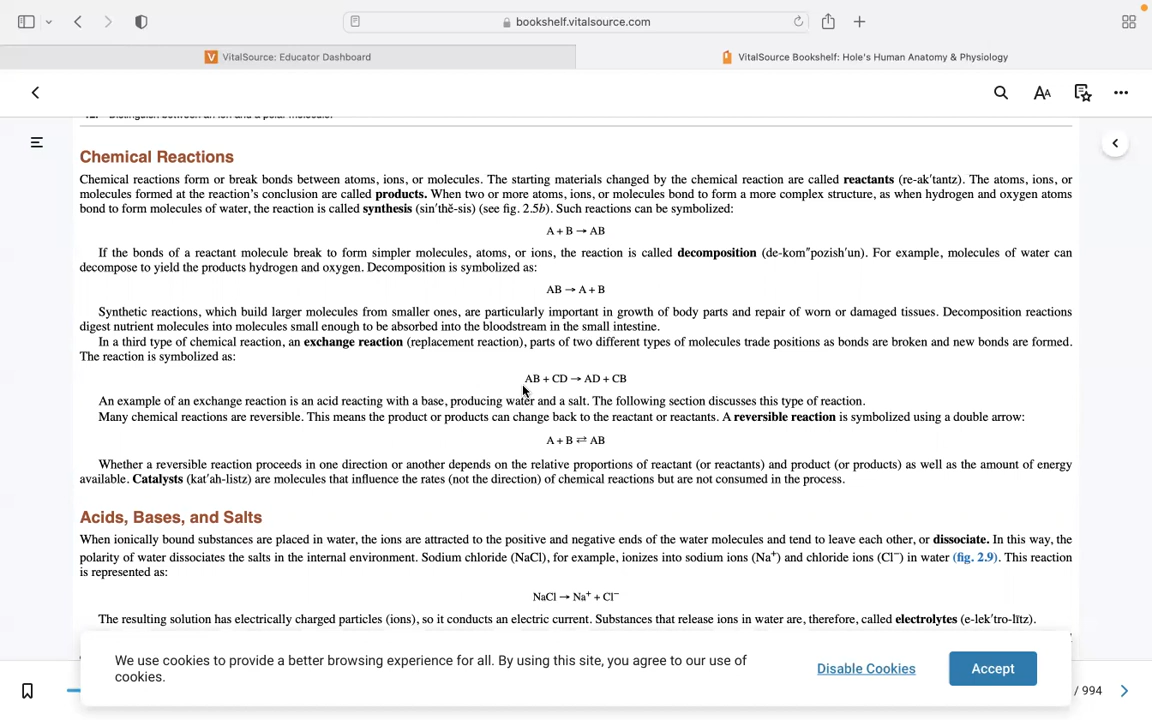 bookshelf.vitalsource.com
VitalSource: Educator Dashboard
VitalSource Bookshelf: Hole's Human Anatomy & Physiology
Chemical Reactions
Chemical reactions form or break bonds between atoms, ions, or molecules. The starting materials changed by the chemical reaction are called reactants (re-ak′tantz). The atoms, ions, or
molecules formed at the reaction's conclusion are called products. When two or more atoms, ions, or molecules bond to form a more complex structure, as when hydrogen and oxygen atoms
bond to form molecules of water, the reaction is called synthesis (sin′thĕ-sis) (see fig. 2.5b). Such reactions can be symbolized:
A + B → AB
If the bonds of a reactant molecule break to form simpler molecules, atoms, or ions, the reaction is called decomposition (de-kom″pozish′un). For example, molecules of water can
decompose to yield the products hydrogen and oxygen. Decomposition is symbolized as:
AB → A + B
Synthetic reactions, which build larger molecules from smaller ones, are particularly important in growth of body parts and repair of worn or damaged tissues. Decomposition reactions
digest nutrient molecules into molecules small enough to be absorbed into the bloodstream in the small intestine.
In a third type of chemical reaction, an exchange reaction (replacement reaction), parts of two different types of molecules trade positions as bonds are broken and new bonds are formed.
The reaction is symbolized as:
AB + CD → AD + CB
An example of an exchange reaction is an acid reacting with a base, producing water and a salt. The following section discusses this type of reaction.
Many chemical reactions are reversible. This means the product or products can change back to the reactant or reactants. A reversible reaction is symbolized using a double arrow:
A + B ⇌ AB
Whether a reversible reaction proceeds in one direction or another depends on the relative proportions of reactant (or reactants) and product (or products) as well as the amount of energy
available. Catalysts (kat′ah-listz) are molecules that influence the rates (not the direction) of chemical reactions but are not consumed in the process.
Acids, Bases, and Salts
When ionically bound substances are placed in water, the ions are attracted to the positive and negative ends of the water molecules and tend to leave each other, or dissociate. In this way, the
polarity of water dissociates the salts in the internal environment. Sodium chloride (NaCl), for example, ionizes into sodium ions (Na⁺) and chloride ions (Cl⁻) in water (fig. 2.9). This reaction
is represented as:
NaCl → Na⁺ + Cl⁻
The resulting solution has electrically charged particles (ions), so it conducts an electric current. Substances that release ions in water are, therefore, called electrolytes (e-lek′tro-lītz).
We use cookies to provide a better browsing experience for all. By using this site, you agree to our use of
cookies.
Disable Cookies
Accept
/ 994